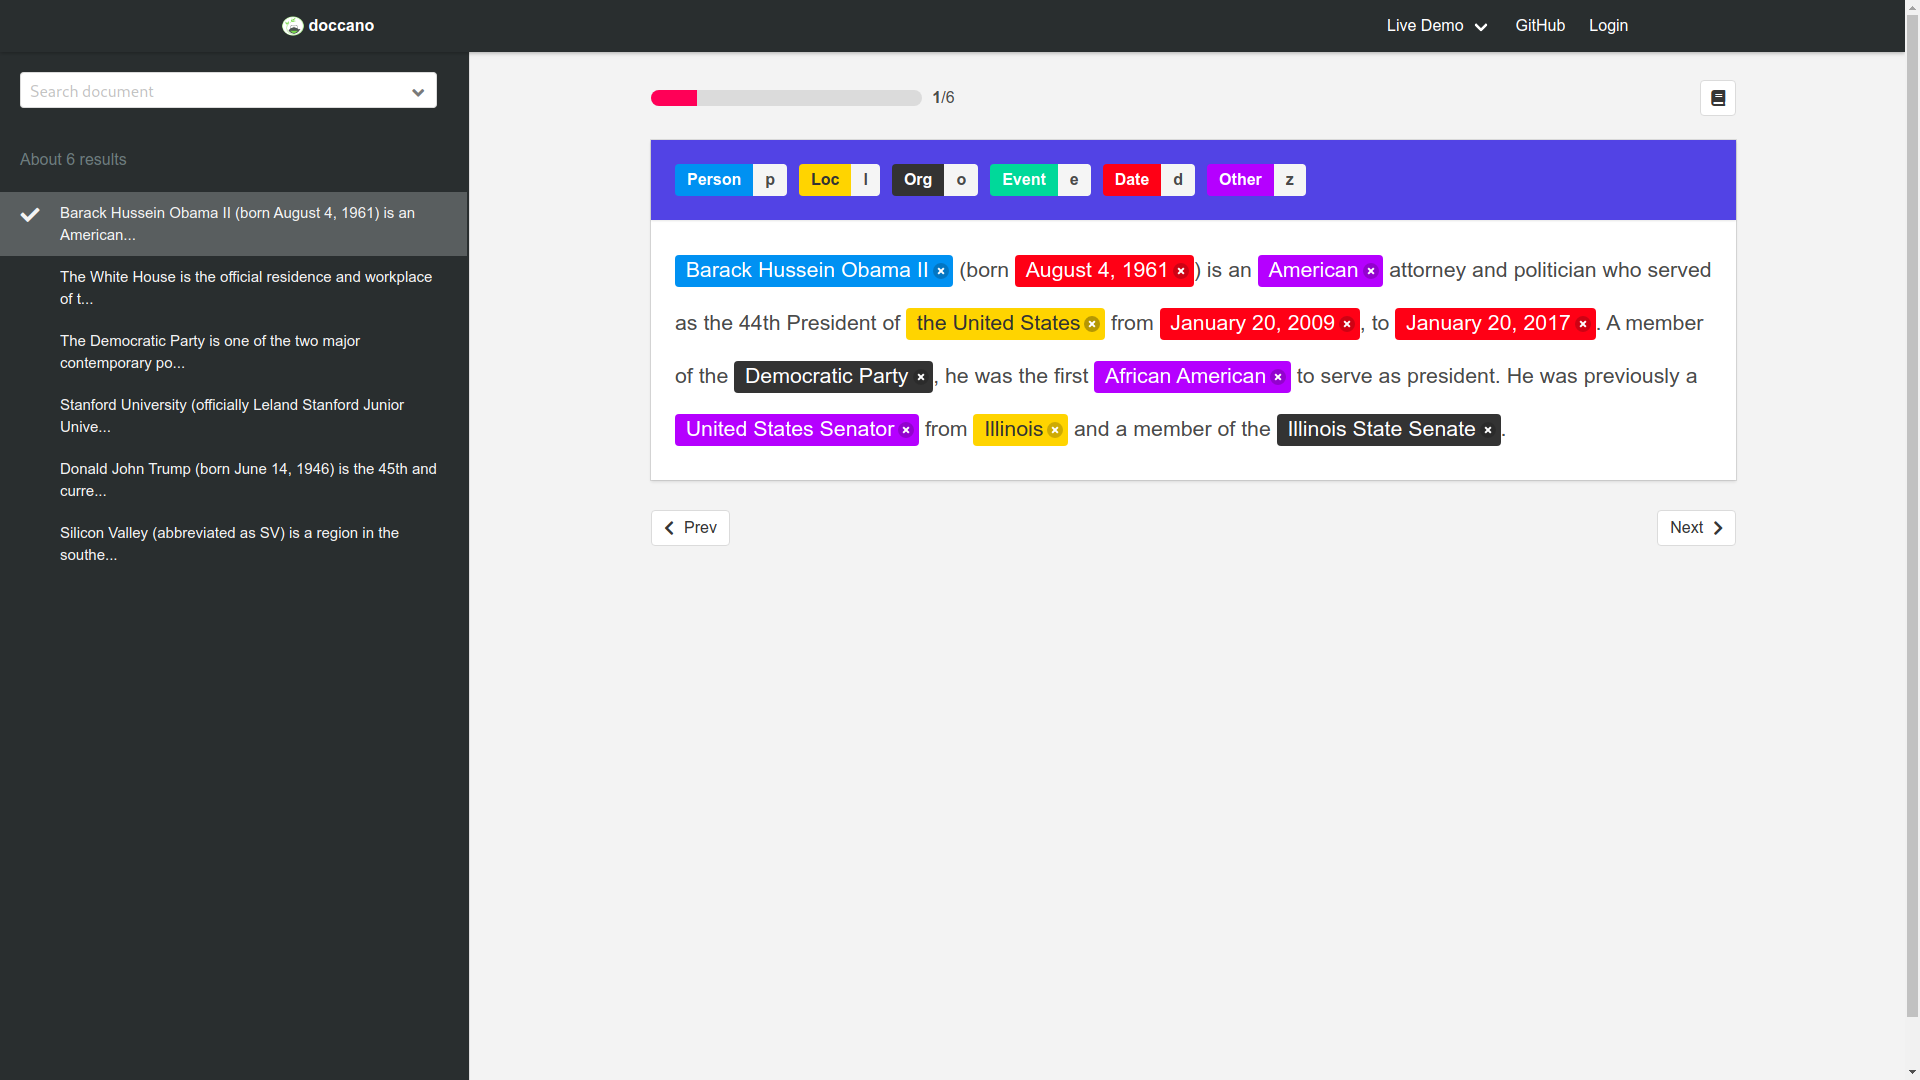 doccano
Live Demo
GitHub
Login
Search document
About 6 results
Barack Hussein Obama II (born August 4, 1961) is an
American...
The White House is the official residence and workplace
of t...
The Democratic Party is one of the two major
contemporary po...
Stanford University (officially Leland Stanford Junior
Unive...
Donald John Trump (born June 14, 1946) is the 45th and
curre...
Silicon Valley (abbreviated as SV) is a region in the
southe...
1/6
Person p Loc l Org o Event e Date d Other z
Barack Hussein Obama II (born August 4, 1961) is an American attorney and politician who served
as the 44th President of the United States from January 20, 2009, to January 20, 2017. A member
of the Democratic Party, he was the first African American to serve as president. He was previously a
United States Senator from Illinois and a member of the Illinois State Senate.
Prev
Next